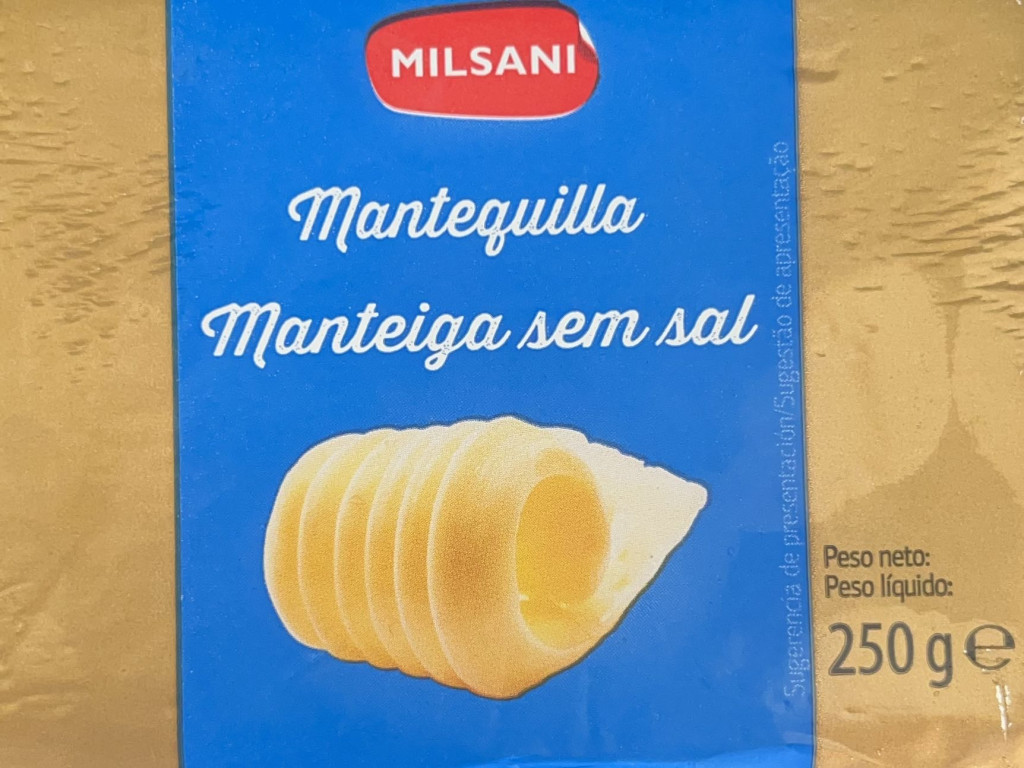 MILSANI
Mantequilla
Manteiga sem sal
Sugerencia de presentación/Sugestão de apresentação
Peso neto:
Peso líquido:
250 g e